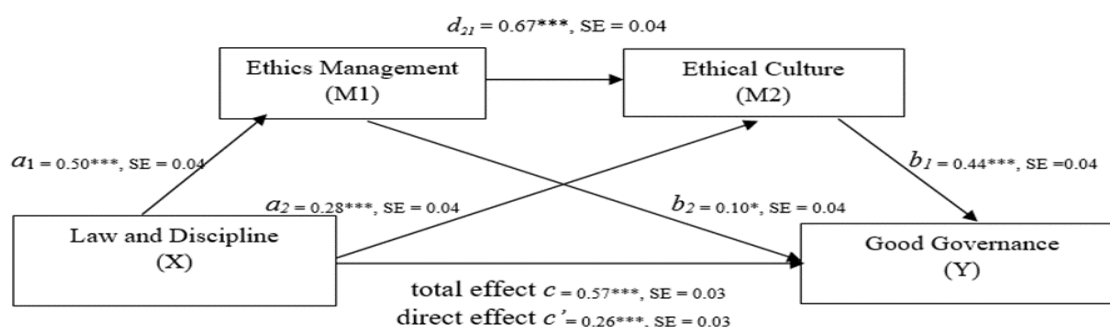 d21 = 0.67***, SE = 0.04
Ethics Management
(M1)
Ethical Culture
(M2)
a1 = 0.50***, SE = 0.04
b1 = 0.44***, SE =0.04
a2 = 0.28***, SE = 0.04
b2 = 0.10*, SE = 0.04
Law and Discipline
(X)
Good Governance
(Y)
total effect c = 0.57***, SE = 0.03
direct effect c’= 0.26***, SE = 0.03